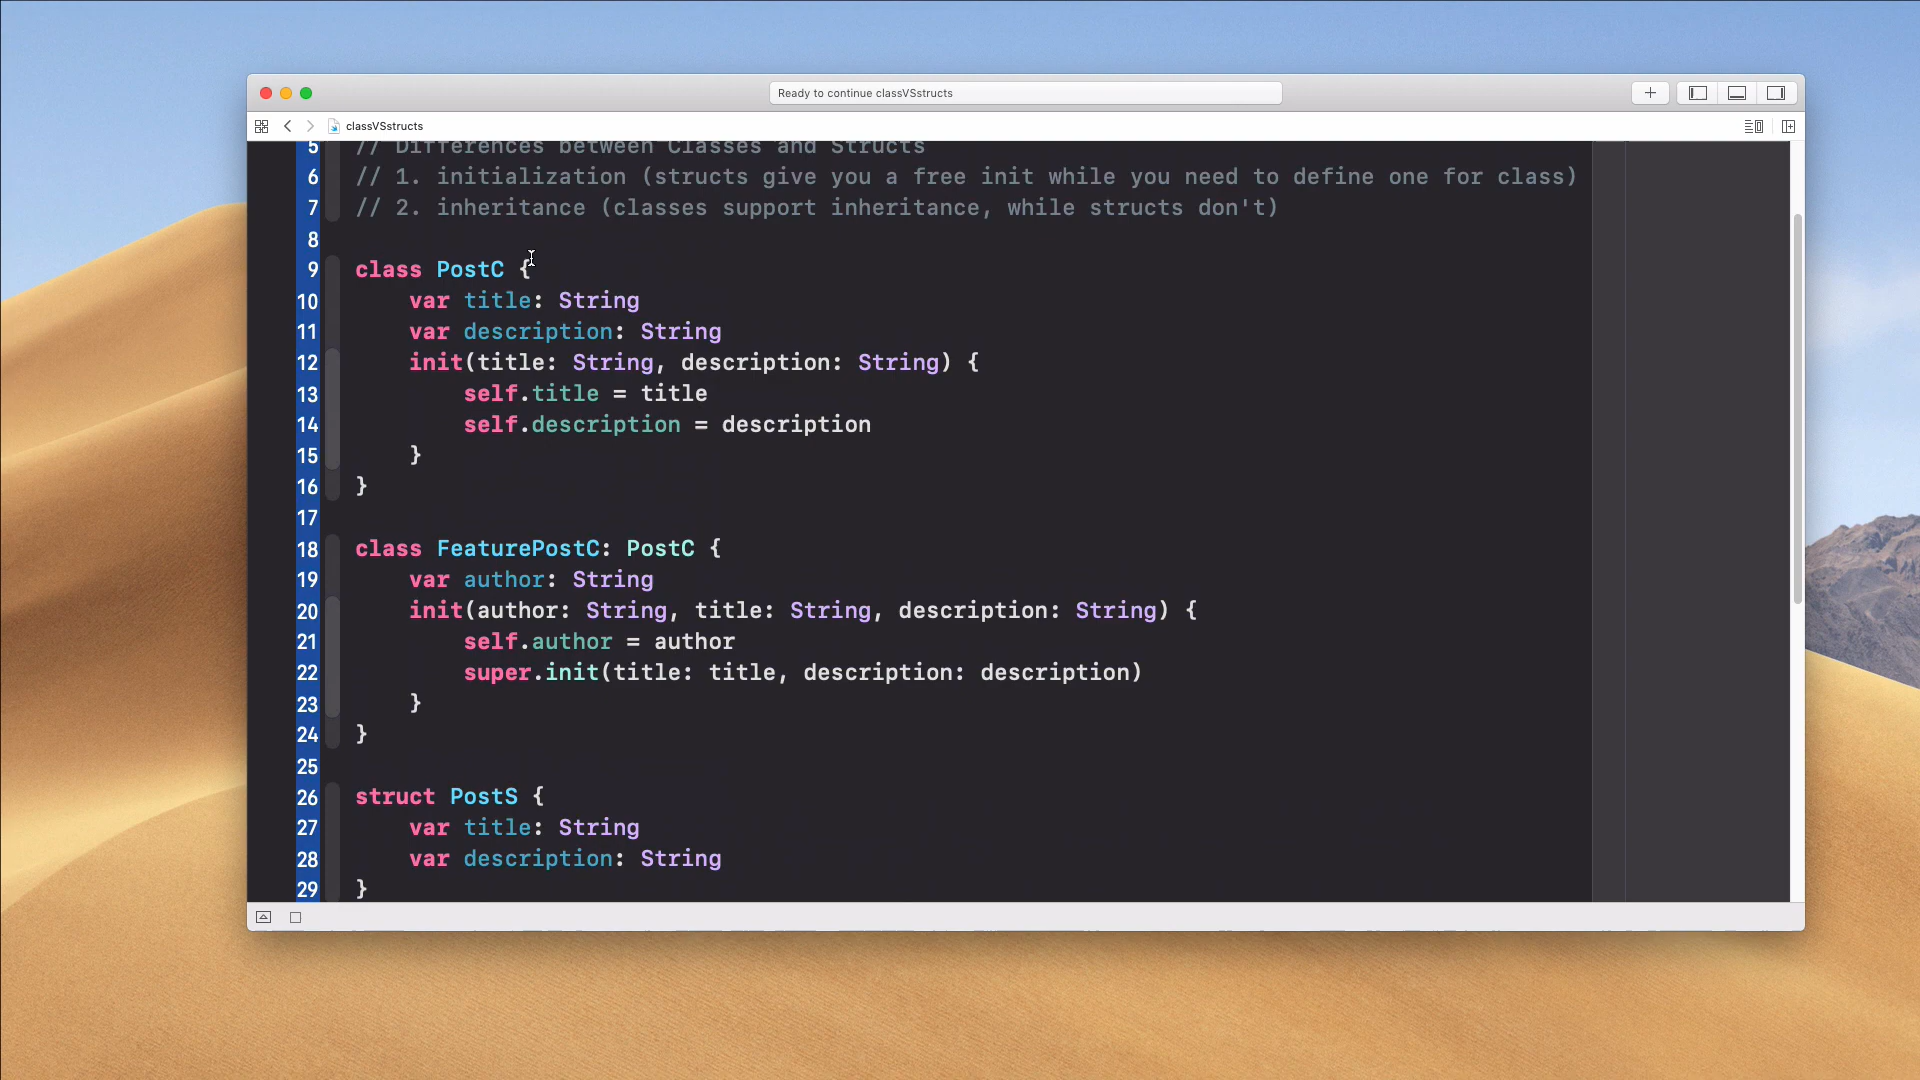 Ready to continue classVSstructs
classVSstructs
5 // Differences between Classes and Structs
6 // 1. initialization (structs give you a free init while you need to define one for class)
7 // 2. inheritance (classes support inheritance, while structs don't)
8
9 class PostC {
10 var title: String
11 var description: String
12 init(title: String, description: String) {
13 self.title = title
14 self.description = description
15 }
16 }
17
18 class FeaturePostC: PostC {
19 var author: String
20 init(author: String, title: String, description: String) {
21 self.author = author
22 super.init(title: title, description: description)
23 }
24 }
25
26 struct PostS {
27 var title: String
28 var description: String
29 }